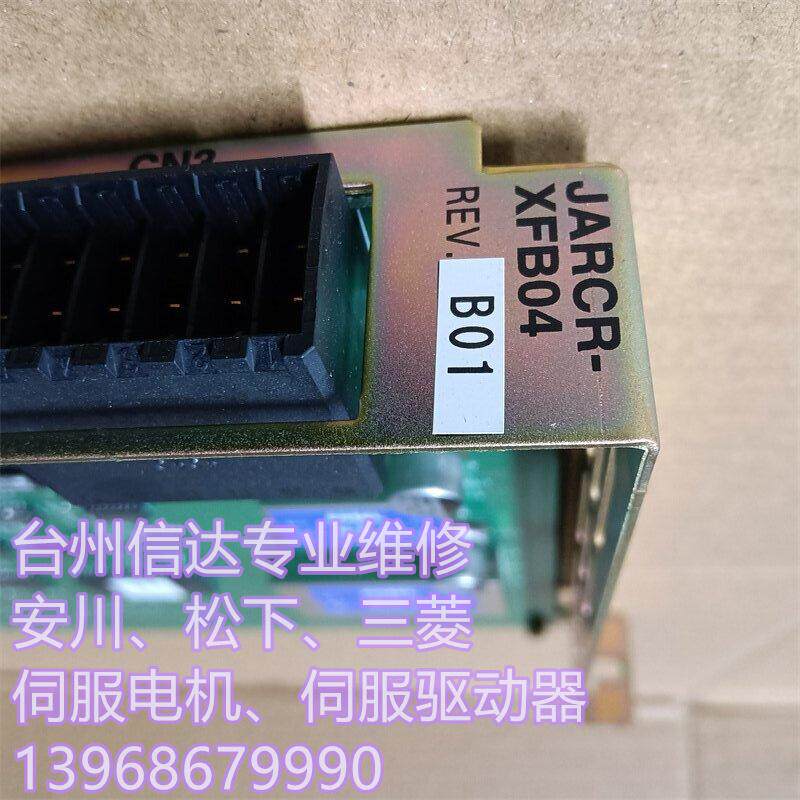 CN3
JARCR-
XFB04
REV.
B01
台州信达专业维修
安川、松下、三菱
伺服电机、伺服驱动器
13968679990